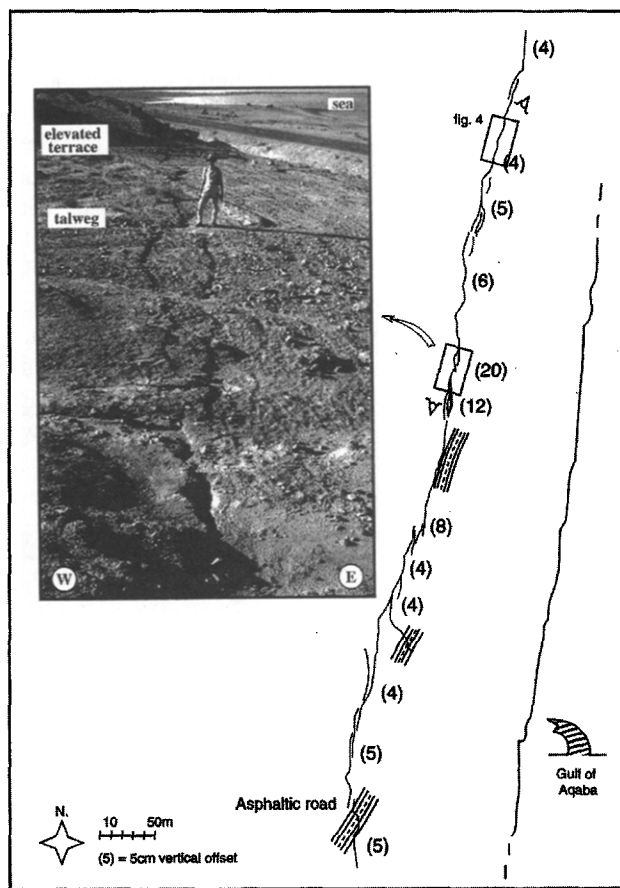 (4)
fig. 4
(4)
(5)
(6)
(20)
(12)
(8)
(4)
(4)
(4)
(5)
(5)
sea
elevated
terrace
talweg
W
E
Asphaltic road
Gulf of
Aqaba
N.
10 50m
(5) = 5cm vertical offset